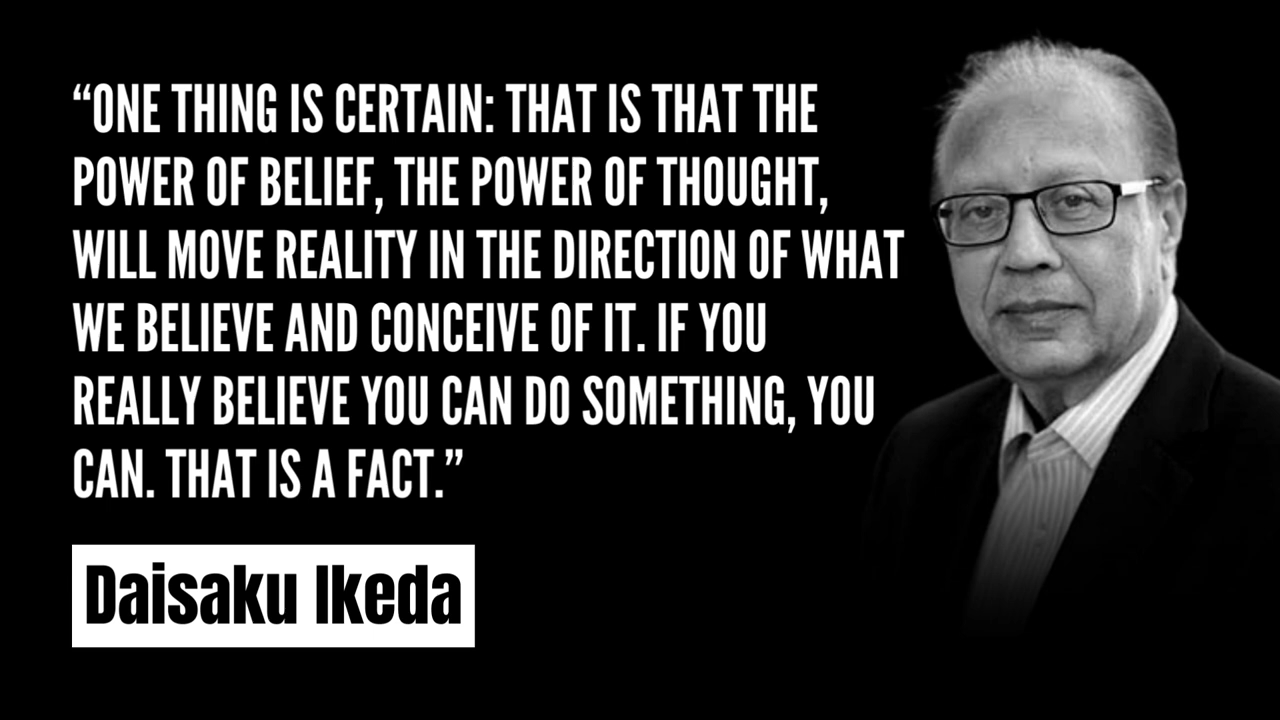 “ONE THING IS CERTAIN: THAT IS THAT THE
POWER OF BELIEF, THE POWER OF THOUGHT,
WILL MOVE REALITY IN THE DIRECTION OF WHAT
WE BELIEVE AND CONCEIVE OF IT. IF YOU
REALLY BELIEVE YOU CAN DO SOMETHING, YOU
CAN. THAT IS A FACT.”
Daisaku Ikeda